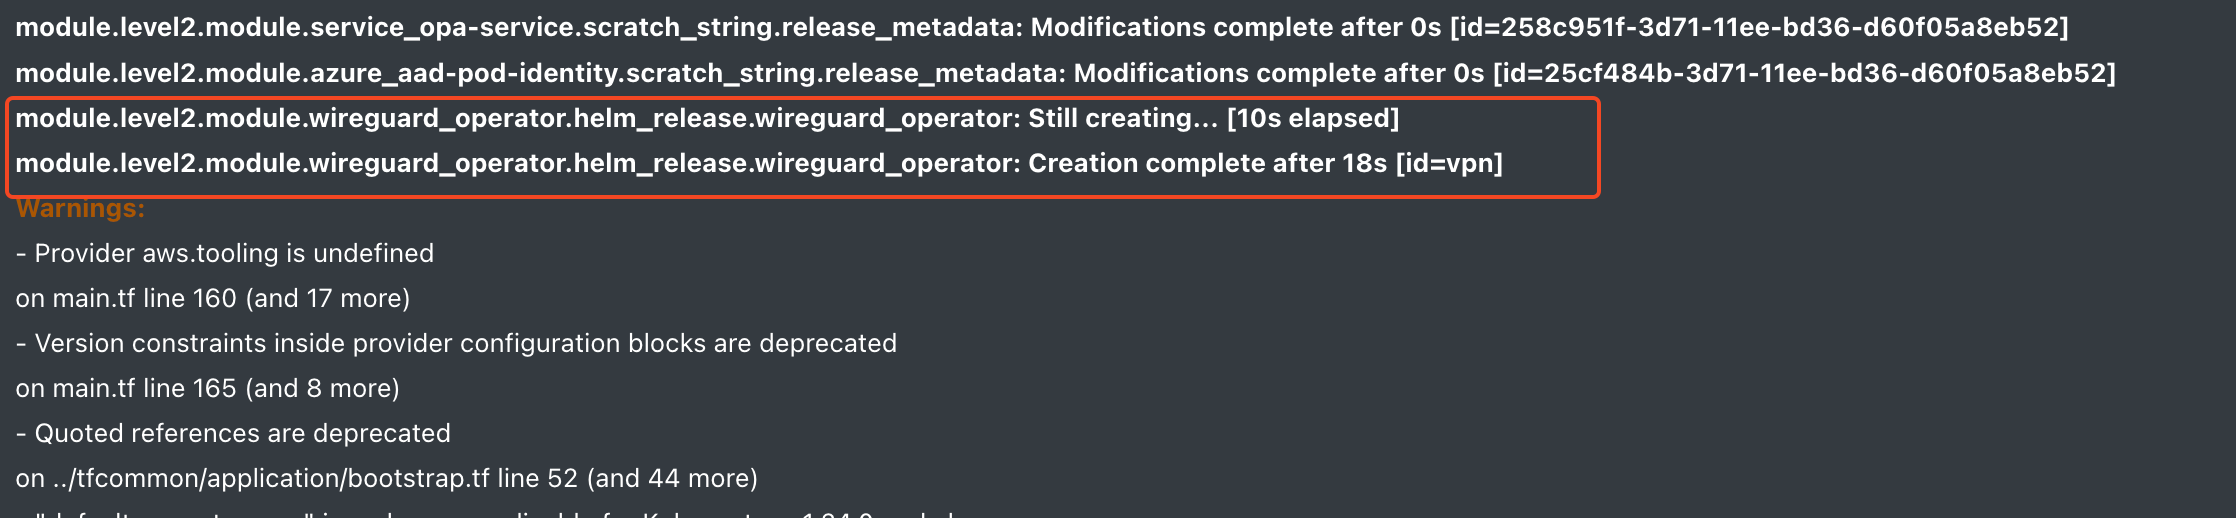 module.level2.module.service_opa-service.scratch_string.release_metadata: Modifications complete after 0s [id=258c951f-3d71-11ee-bd36-d60f05a8eb52]
module.level2.module.azure_aad-pod-identity.scratch_string.release_metadata: Modifications complete after 0s [id=25cf484b-3d71-11ee-bd36-d60f05a8eb52]
module.level2.module.wireguard_operator.helm_release.wireguard_operator: Still creating... [10s elapsed]
module.level2.module.wireguard_operator.helm_release.wireguard_operator: Creation complete after 18s [id=vpn]
Warnings:
- Provider aws.tooling is undefined
on main.tf line 160 (and 17 more)
- Version constraints inside provider configuration blocks are deprecated
on main.tf line 165 (and 8 more)
- Quoted references are deprecated
on ../tfcommon/application/bootstrap.tf line 52 (and 44 more)